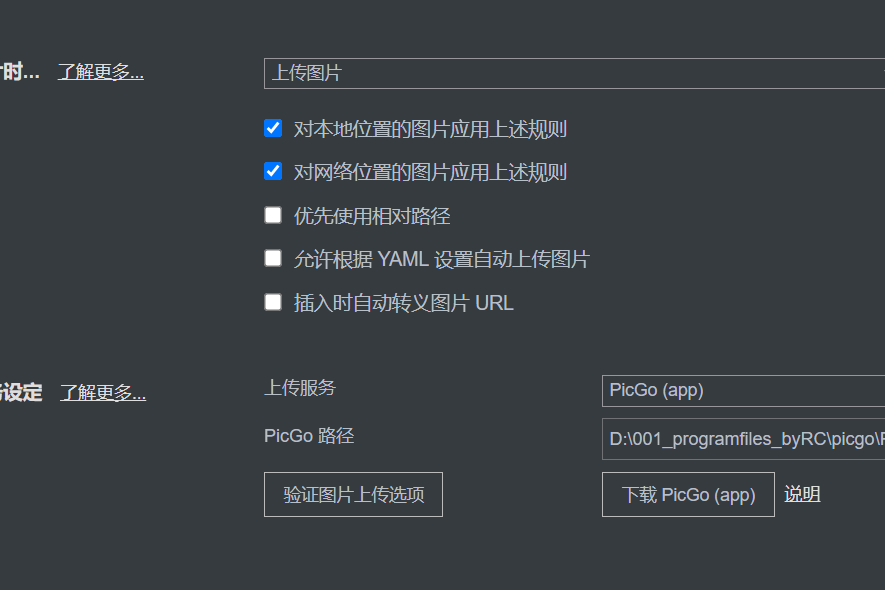 时... 了解更多... 上传图片
对本地位置的图片应用上述规则
对网络位置的图片应用上述规则
优先使用相对路径
允许根据 YAML 设置自动上传图片
插入时自动转义图片 URL
设定 了解更多... 上传服务 PicGo (app)
PicGo 路径 D:\001_programfiles_byRC\picgo\
验证图片上传选项 下载 PicGo (app) 说明